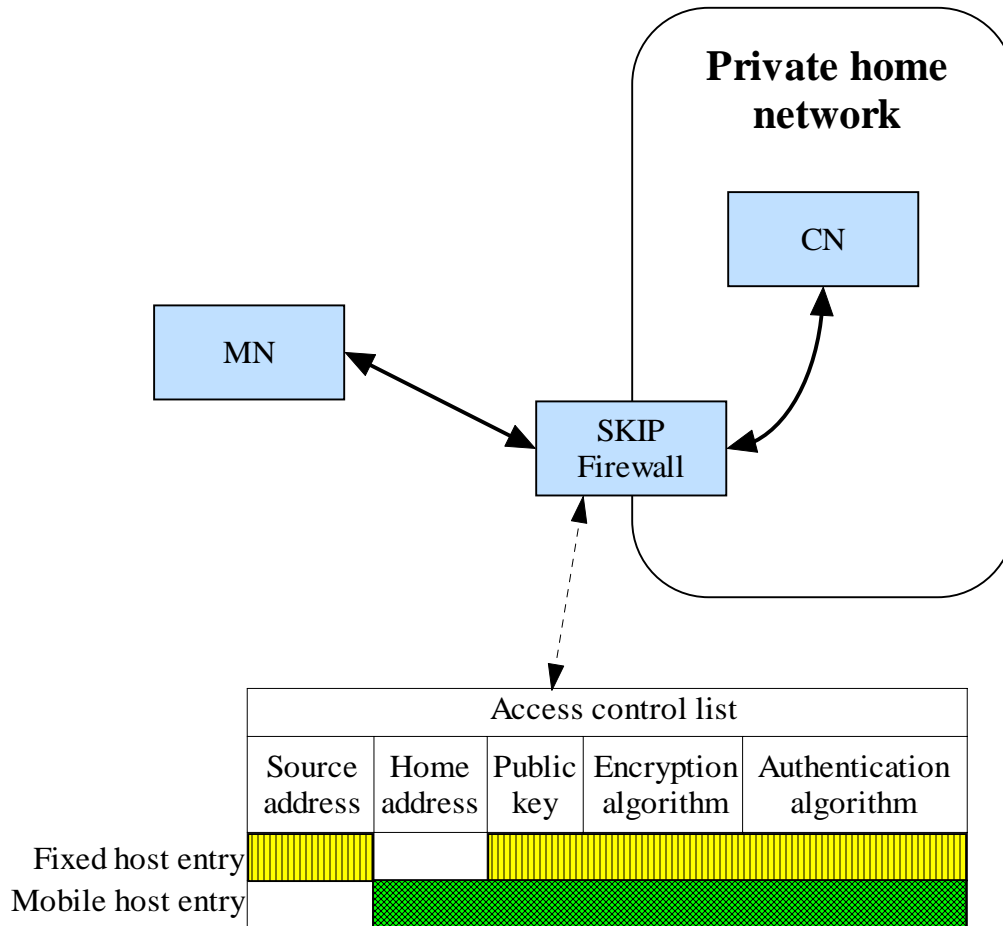 Private home
network
CN
MN
SKIP
Firewall
Access control list
Source
address
Home
address
Public
key
Encryption
algorithm
Authentication
algorithm
Fixed host entry
Mobile host entry